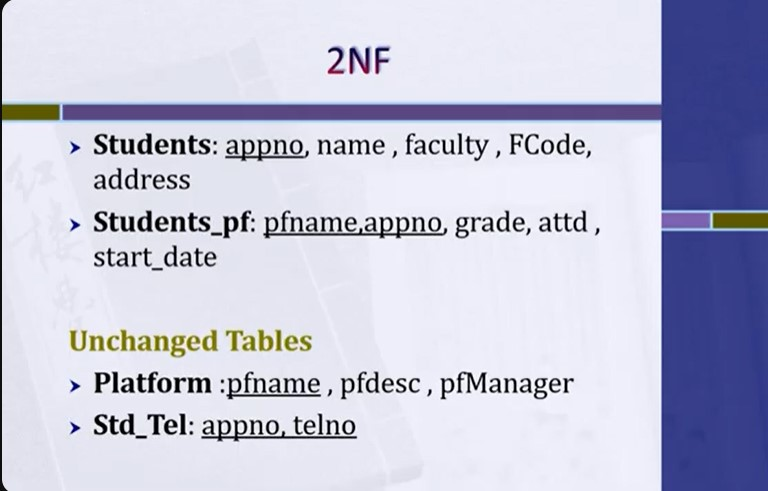 2NF
➢ Students: appno, name , faculty , FCode,
address
➢ Students_pf: pfname,appno, grade, attd ,
start_date
Unchanged Tables
➢ Platform :pfname , pfdesc , pfManager
➢ Std_Tel: appno, telno